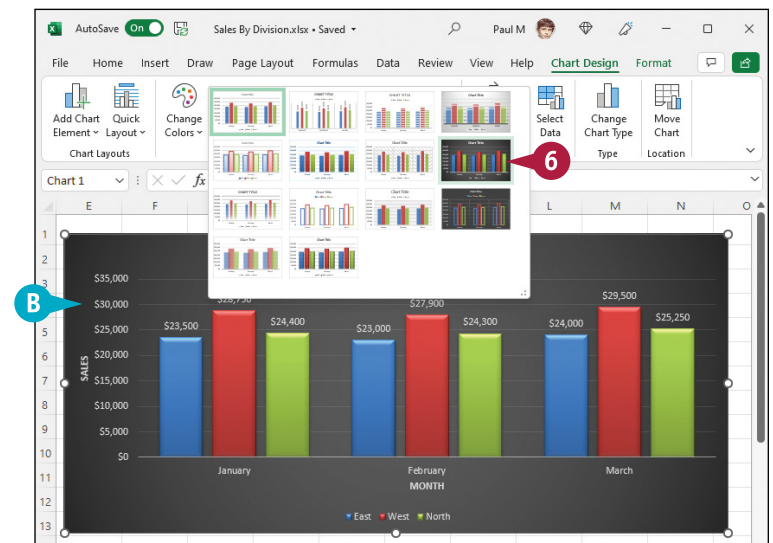 AutoSave On Sales By Division.xlsx • Saved Paul M
File Home Insert Draw Page Layout Formulas Data Review View Help Chart Design Format
Add Chart Element Quick Layout Change Colors Select Data Change Chart Type Move Chart
Chart Layouts Type Location
6
Chart 1 fx
E F L M N O
1
2
3
5
6
7
8
9
10
11
12
13
B
$35,000
$30,000
$25,000
$20,000
$15,000
$10,000
$5,000
$0
SALES
$23,500 $28,750 $24,400 $23,000 $27,900 $24,300 $24,000 $29,500 $25,250
January February March
MONTH
East West North